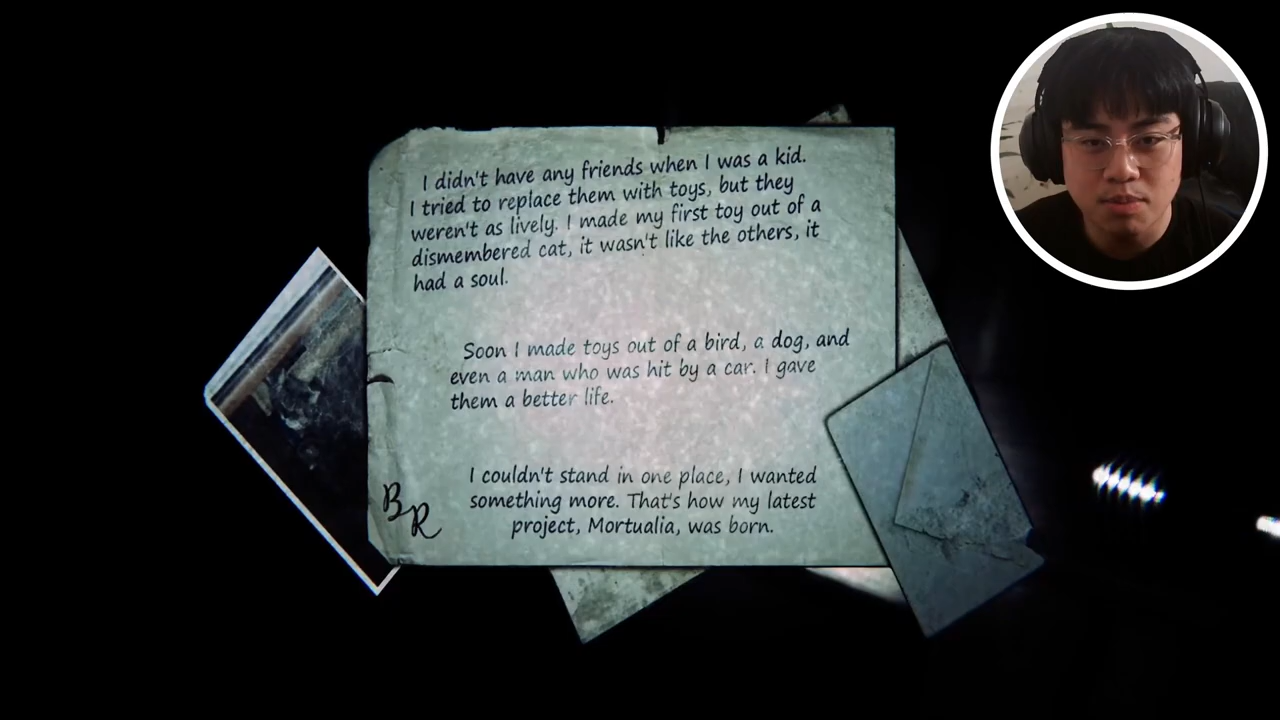 I didn't have any friends when I was a kid.
I tried to replace them with toys, but they
weren't as lively. I made my first toy out of a
dismembered cat, it wasn't like the others, it
had a soul.
Soon I made toys out of a bird, a dog, and
even a man who was hit by a car. I gave
them a better life.
I couldn't stand in one place, I wanted
something more. That's how my latest
project, Mortualia, was born.
BR